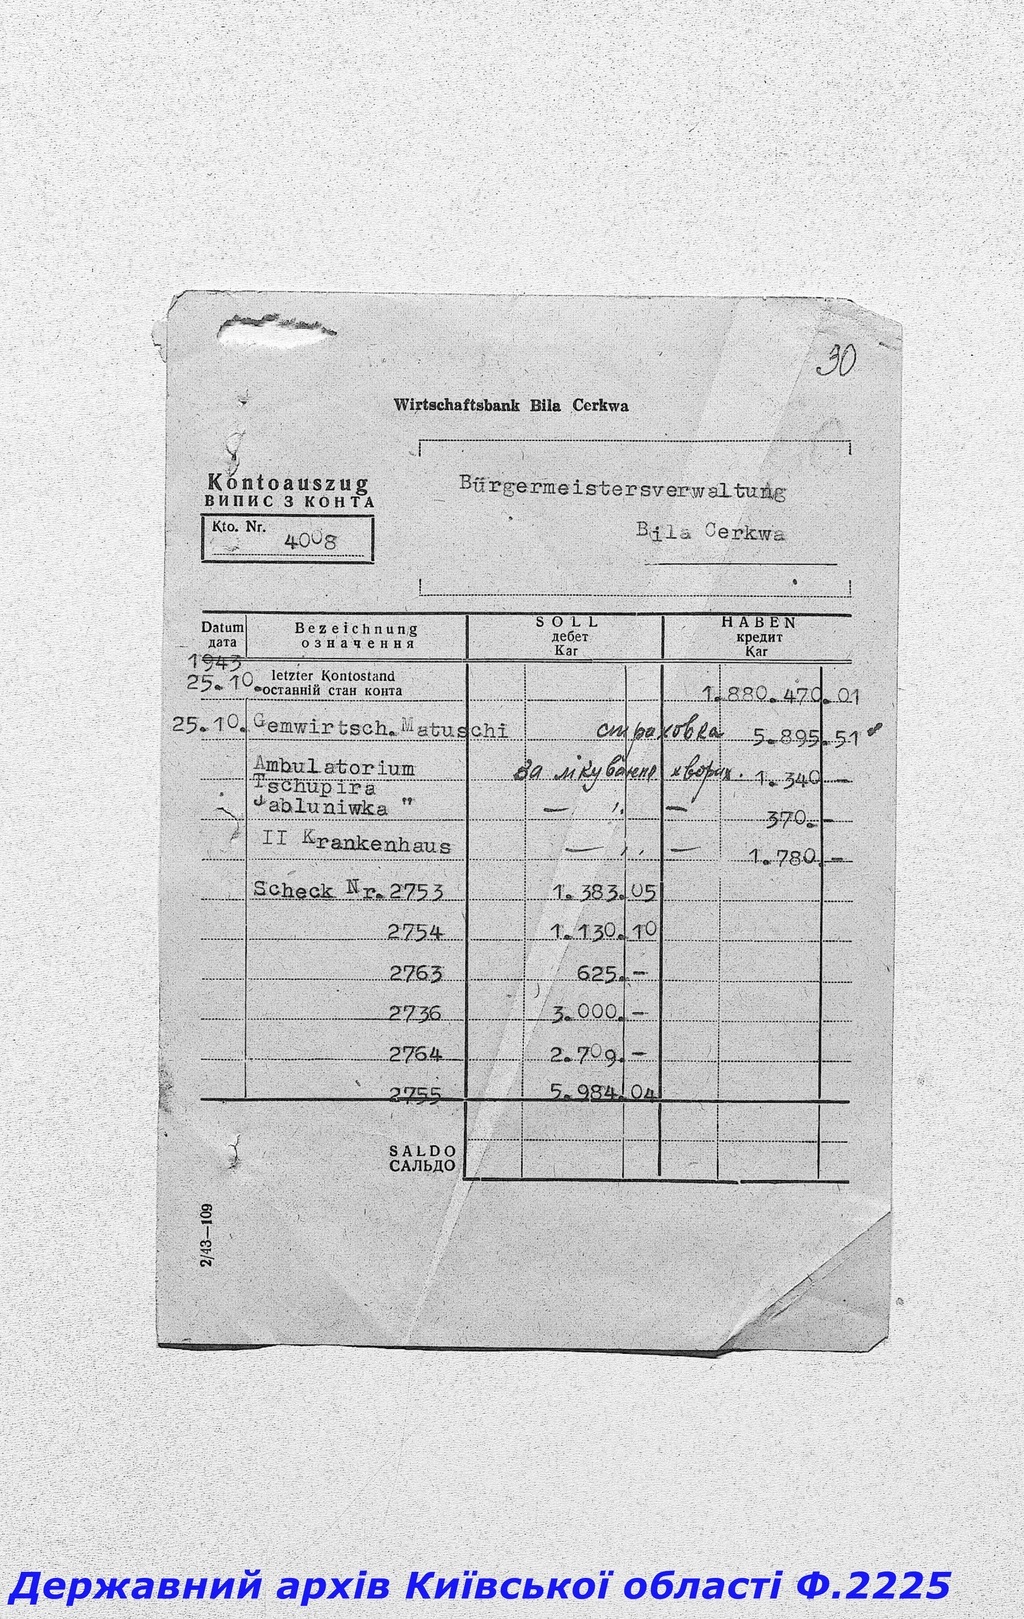 30
Wirtschaftsbank Bila Cerkwa
Kontoauszug
ВИПИС З КОНТА
Kto. Nr. 4008
Bürgermeistersverwaltung
Bila Cerkwa
Datum Bezeichnung SOLL HABEN
дата означення дебет кредит
Kar Kar
1943
25.10. letzter Kontostand 1.880.470.01
останній стан конта
25.10. Gemwirtsch.Matuschi страховка 5.895.51
Ambulatorium за лікування хворих. 1.340.-
Tschupira
Jabluniwka " — " — 370.-
II Krankenhaus — " — 1.780.-
Scheck Nr.2753 1.383.05
2754 1.130.10
2763 625.-
2736 3.000.-
2764 2.709.-
2755 5.984.04
SALDO
САЛЬДО
2/43—109
Державний архів Київської області Ф.2225